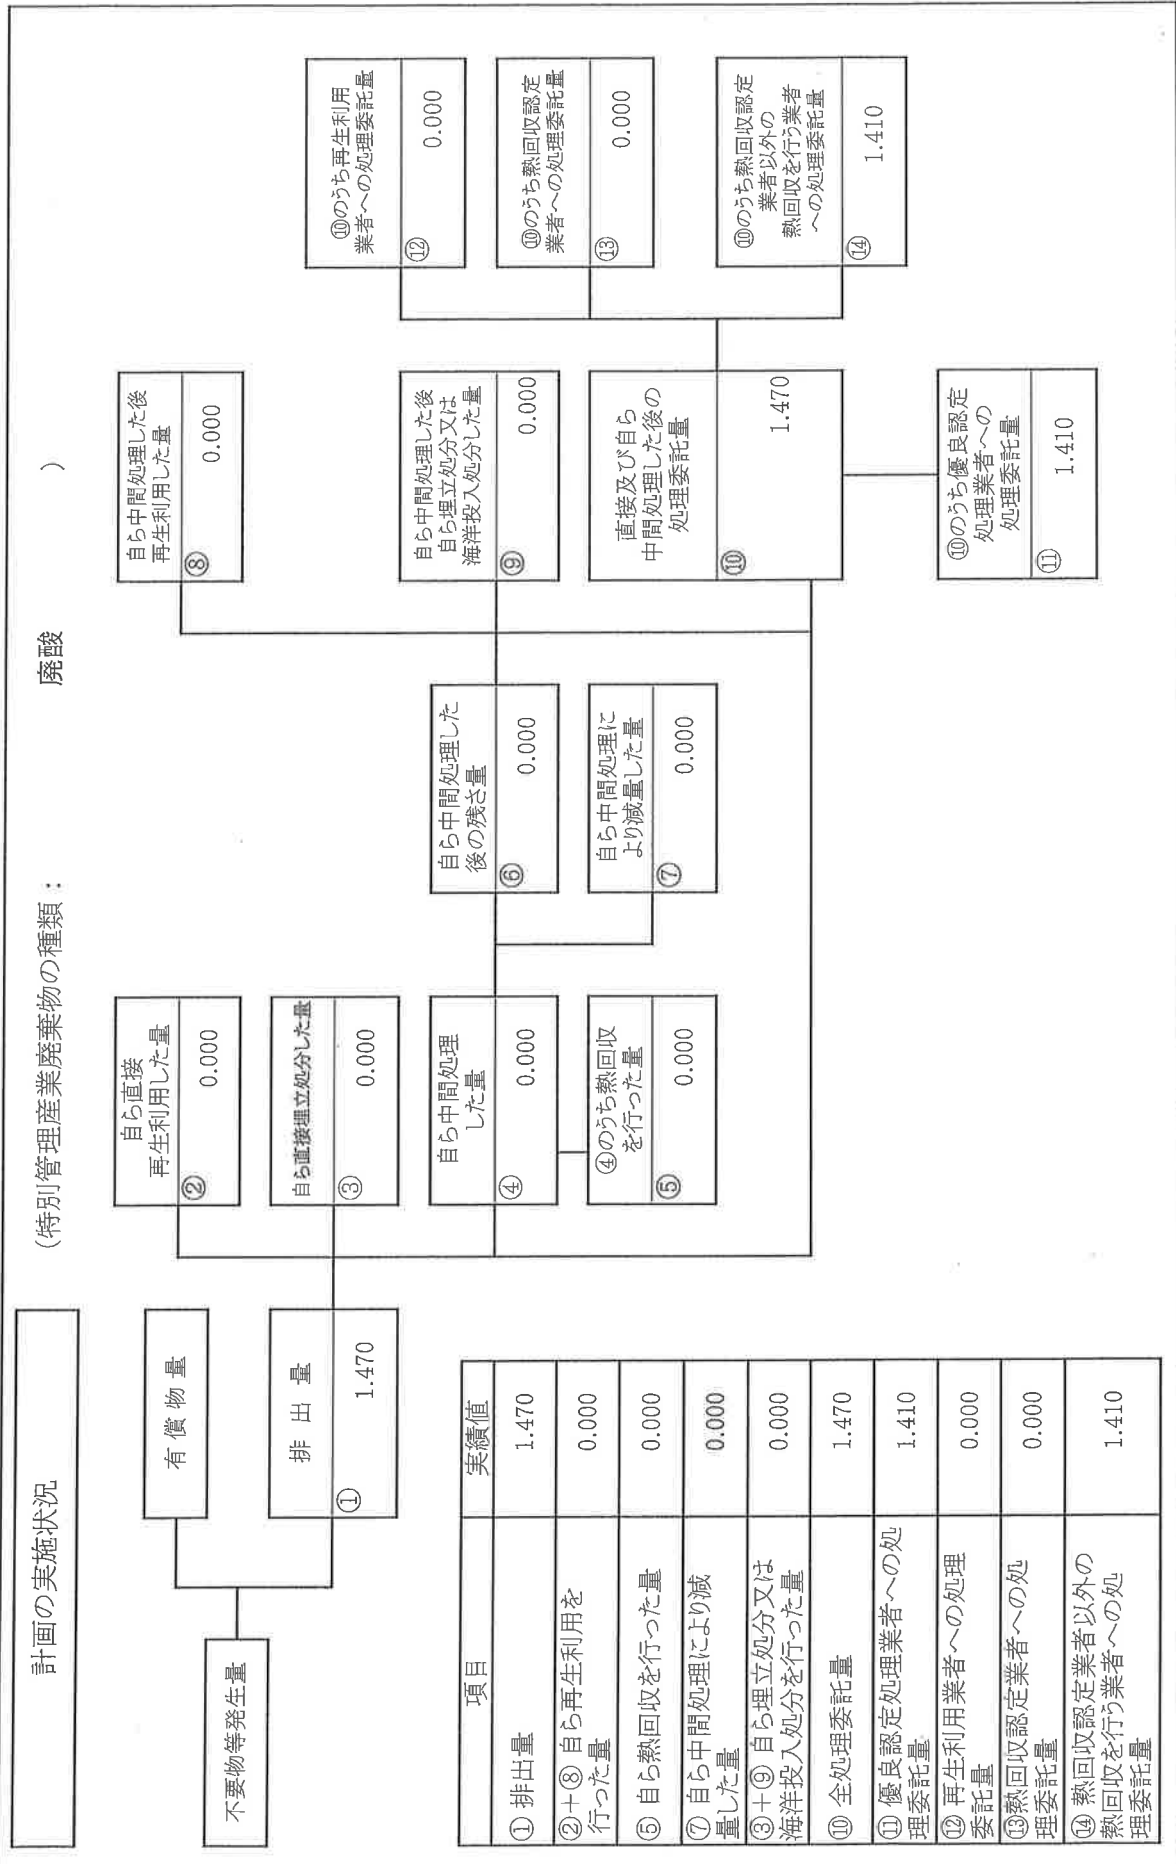 計画の実施状況
(特別管理産業廃棄物の種類： 廃酸 )
不要物等発生量
有償物量
排出量
① 1.470
自ら直接
再生利用した量
② 0.000
自ら直接埋立処分した量
③ 0.000
自ら中間処理
した量
④ 0.000
④のうち熱回収
を行った量
⑤ 0.000
自ら中間処理した
後の残さ量
⑥ 0.000
自ら中間処理に
より減量した量
⑦ 0.000
自ら中間処理した後
再生利用した量
⑧ 0.000
自ら中間処理した後
自ら埋立処分又は
海洋投入処分した量
⑨ 0.000
直接及び自ら
中間処理した後の
処理委託量
⑩ 1.470
⑩のうち優良認定
処理業者への
処理委託量
⑪ 1.410
⑩のうち再生利用
業者への処理委託量
⑫ 0.000
⑩のうち熱回収認定
業者への処理委託量
⑬ 0.000
⑩のうち熱回収認定
業者以外の
熱回収を行う業者
への処理委託量
⑭ 1.410
項目 実績値
① 排出量 1.470
②＋⑧ 自ら再生利用を
行った量 0.000
⑤ 自ら熱回収を行った量 0.000
⑦ 自ら中間処理により減
量した量 0.000
③＋⑨ 自ら埋立処分又は
海洋投入処分を行った量 0.000
⑩ 全処理委託量 1.470
⑪ 優良認定処理業者への処
理委託量 1.410
⑫ 再生利用業者への処理
委託量 0.000
⑬熱回収認定業者への処
理委託量 0.000
⑭ 熱回収認定業者以外の
熱回収を行う業者への処
理委託量 1.410